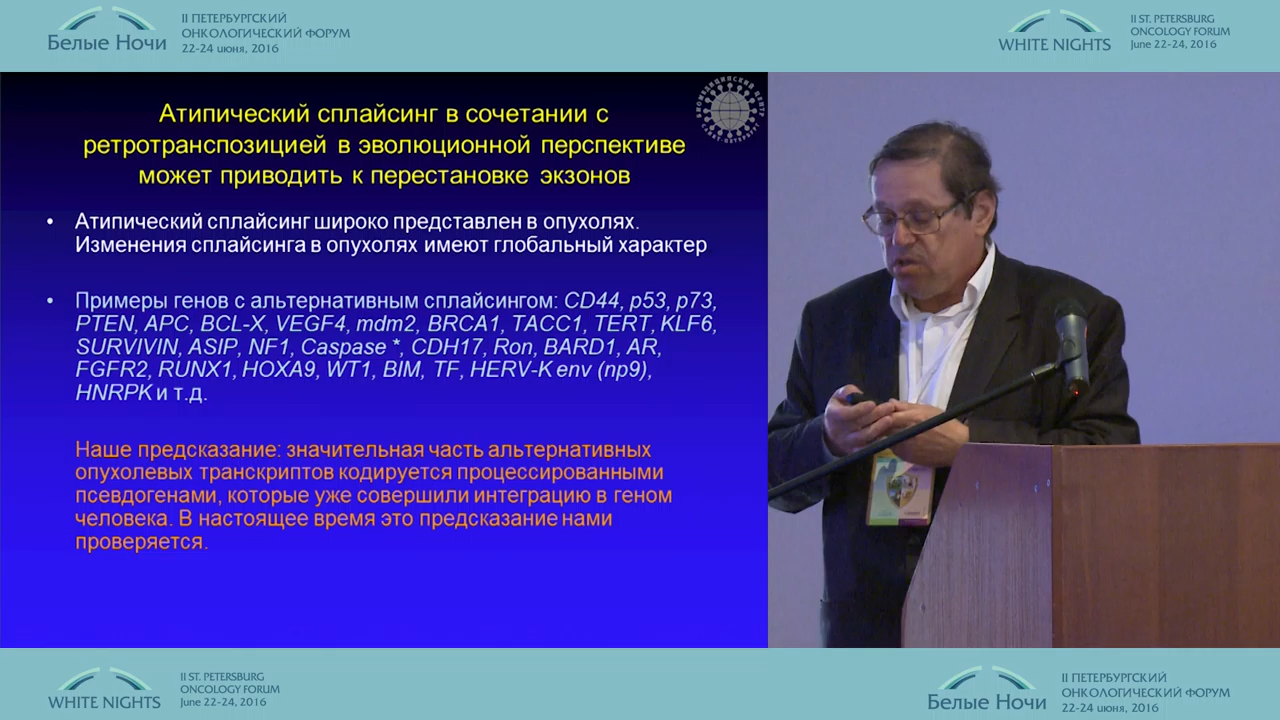 Белые Ночи
II ПЕТЕРБУРГСКИЙ
ОНКОЛОГИЧЕСКИЙ ФОРУМ
22-24 июня, 2016
WHITE NIGHTS
II ST. PETERSBURG
ONCOLOGY FORUM
June 22-24, 2016
БИОМЕДИЦИНСКИЙ ЦЕНТР
САНКТ-ПЕТЕРБУРГ
Атипический сплайсинг в сочетании с
ретротранспозицией в эволюционной перспективе
может приводить к перестановке экзонов
• Атипический сплайсинг широко представлен в опухолях.
Изменения сплайсинга в опухолях имеют глобальный характер
• Примеры генов с альтернативным сплайсингом: CD44, p53, p73,
PTEN, APC, BCL-X, VEGF4, mdm2, BRCA1, TACC1, TERT, KLF6,
SURVIVIN, ASIP, NF1, Caspase *, CDH17, Ron, BARD1, AR,
FGFR2, RUNX1, HOXA9, WT1, BIM, TF, HERV-K env (np9),
HNRPK и т.д.
Наше предсказание: значительная часть альтернативных
опухолевых транскриптов кодируется процессированными
псевдогенами, которые уже совершили интеграцию в геном
человека. В настоящее время это предсказание нами
проверяется.
WHITE NIGHTS
II ST. PETERSBURG
ONCOLOGY FORUM
June 22-24, 2016
Белые Ночи
II ПЕТЕРБУРГСКИЙ
ОНКОЛОГИЧЕСКИЙ ФОРУМ
22-24 июня, 2016